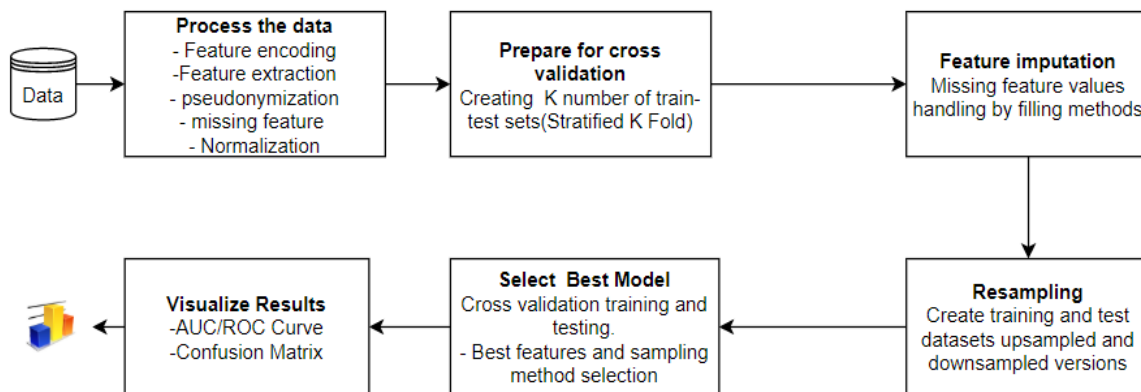 Data
Process the data
- Feature encoding
-Feature extraction
- pseudonymization
- missing feature
- Normalization
Prepare for cross
validation
Creating K number of train-
test sets(Stratified K Fold)
Feature imputation
Missing feature values
handling by filling methods
Resampling
Create training and test
datasets upsampled and
downsampled versions
Select Best Model
Cross validation training and
testing.
- Best features and sampling
method selection
Visualize Results
-AUC/ROC Curve
-Confusion Matrix